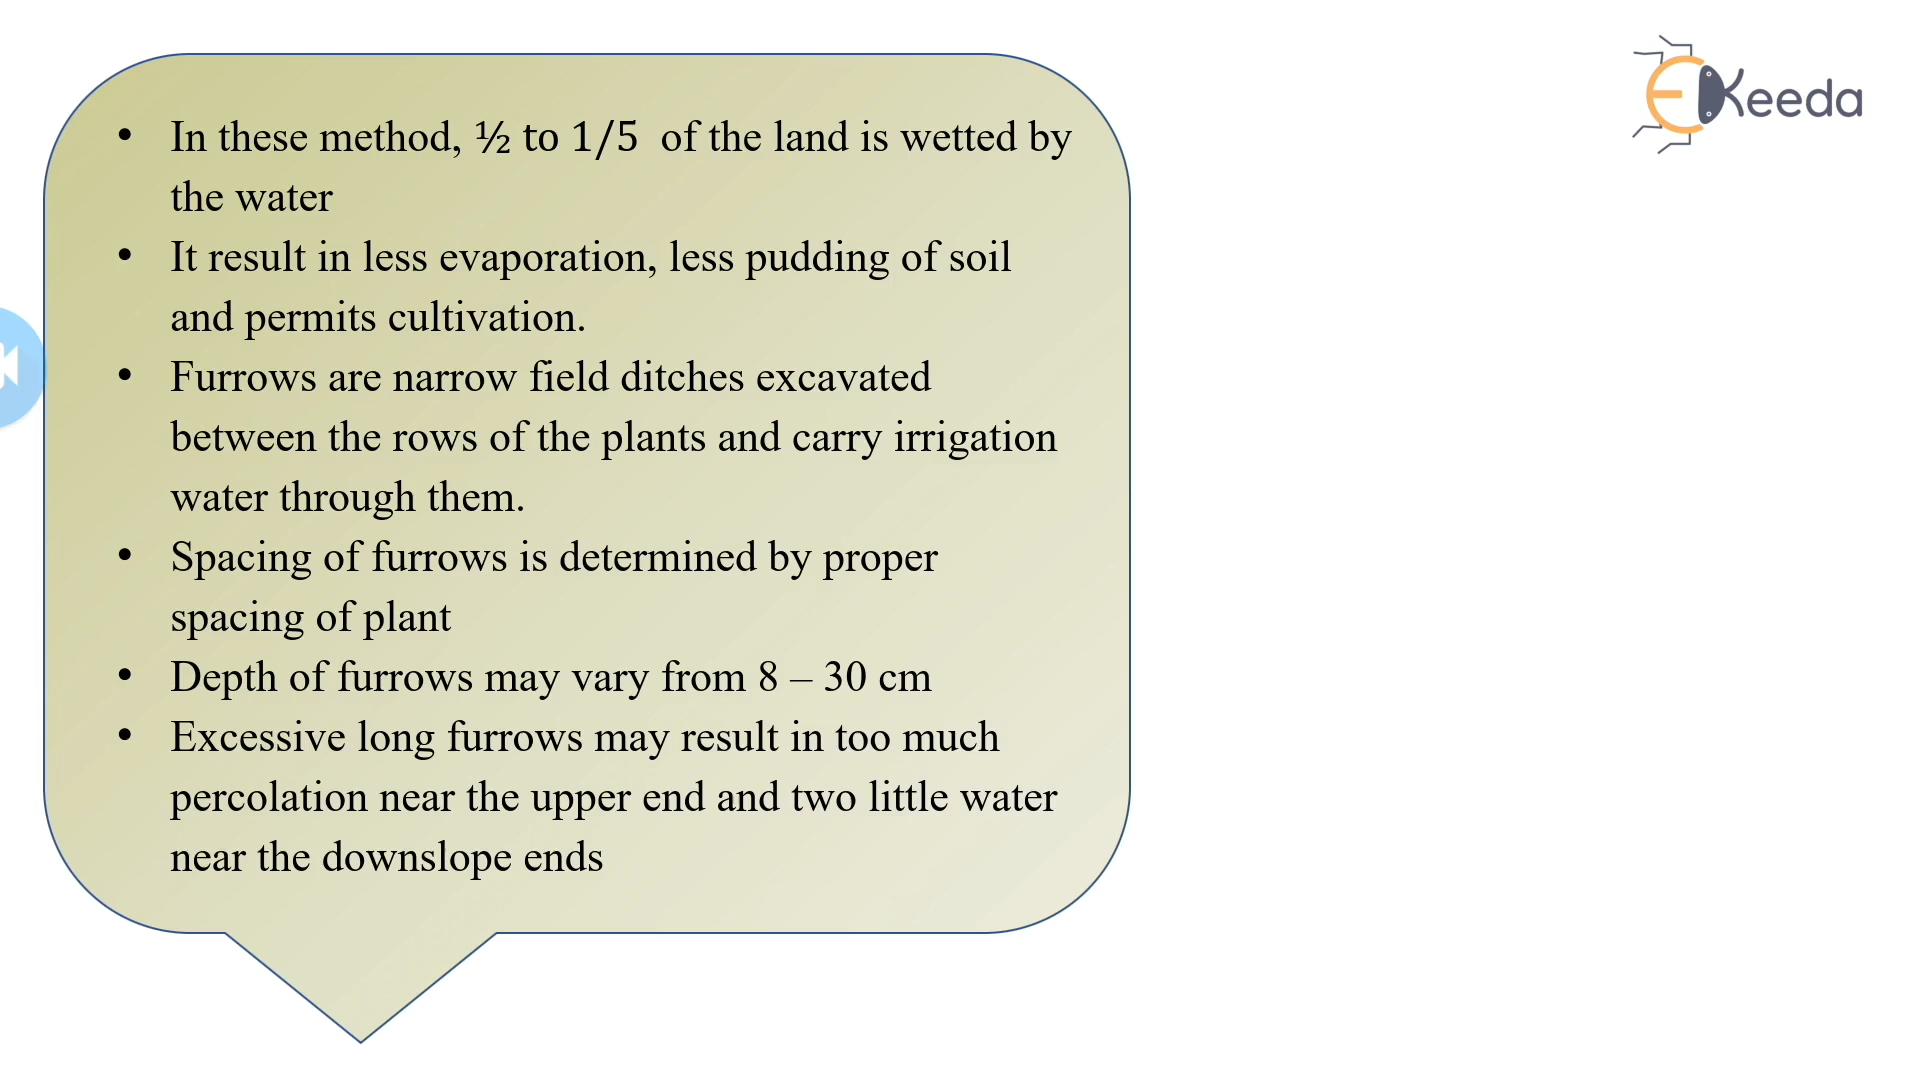 EKeeda
• In these method, ½ to 1/5 of the land is wetted by
the water
• It result in less evaporation, less pudding of soil
and permits cultivation.
• Furrows are narrow field ditches excavated
between the rows of the plants and carry irrigation
water through them.
• Spacing of furrows is determined by proper
spacing of plant
• Depth of furrows may vary from 8 – 30 cm
• Excessive long furrows may result in too much
percolation near the upper end and two little water
near the downslope ends